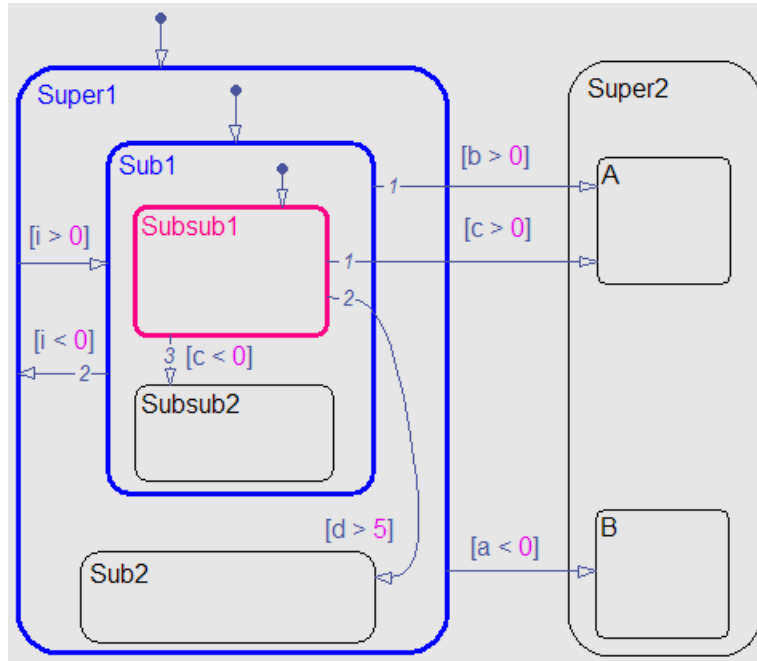 Super1
Super2
Sub1
[b > 0]
A
1
Subsub1
[c > 0]
[i > 0]
1
2
[i < 0]
3
[c < 0]
2
Subsub2
[d > 5]
[a < 0]
B
Sub2